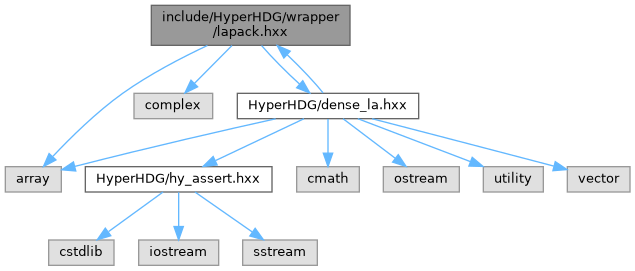 include/HyperHDG/wrapper
/lapack.hxx
complex
HyperHDG/dense_la.hxx
array
HyperHDG/hy_assert.hxx
cmath
ostream
utility
vector
cstdlib
iostream
sstream